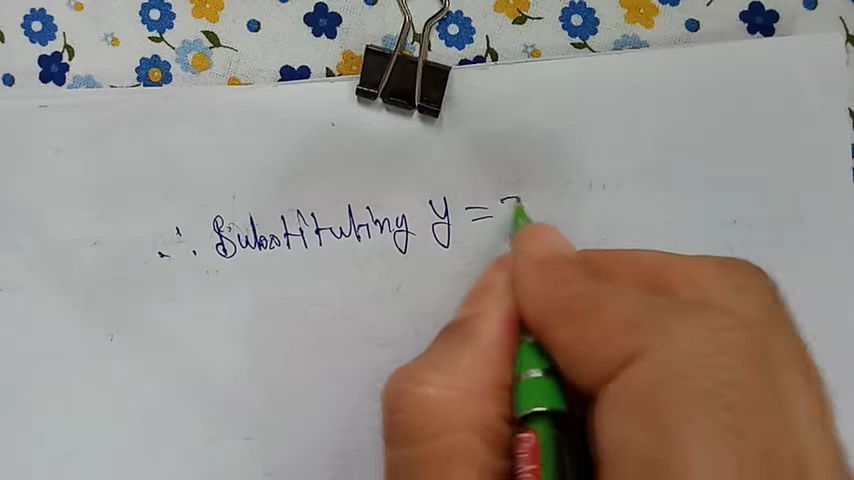 ∴ Substituting y =